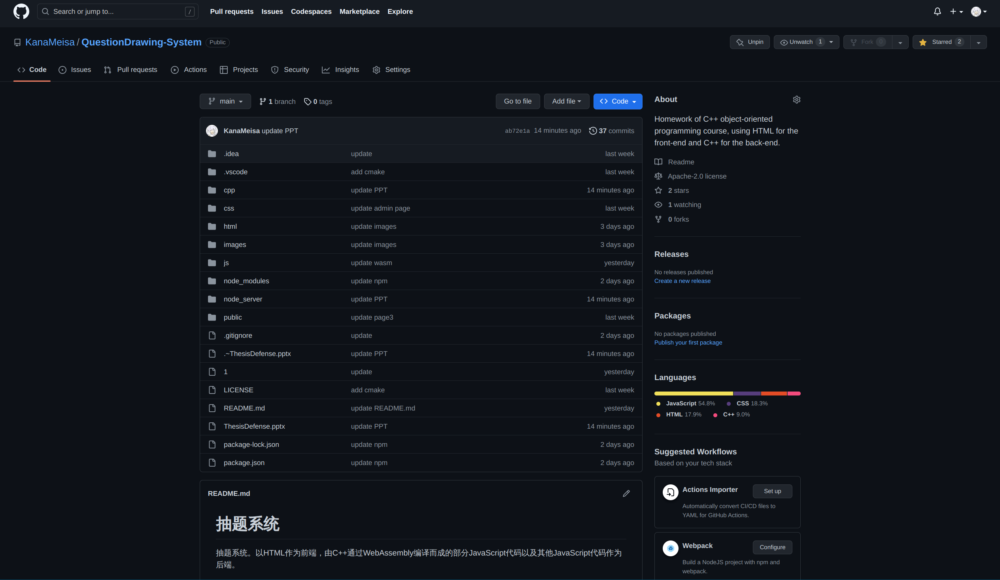 Search or jump to... /
Pull requests Issues Codespaces Marketplace Explore
KanaMeisa / QuestionDrawing-System Public
Unpin Unwatch 1 Fork 0 Starred 2
Code Issues Pull requests Actions Projects Security Insights Settings
main 1 branch 0 tags Go to file Add file Code
KanaMeisa update PPT ab72e1a 14 minutes ago 37 commits
.idea update last week
.vscode add cmake last week
cpp update PPT 14 minutes ago
css update admin page last week
html update images 3 days ago
images update images 3 days ago
js update wasm yesterday
node_modules update npm 2 days ago
node_server update PPT 14 minutes ago
public update page3 last week
.gitignore update 2 days ago
.~ThesisDefense.pptx update PPT 14 minutes ago
1 update yesterday
LICENSE add cmake last week
README.md update README.md yesterday
ThesisDefense.pptx update PPT 14 minutes ago
package-lock.json update npm 2 days ago
package.json update npm 2 days ago
README.md
抽题系统
抽题系统。以HTML作为前端，由C++通过WebAssembly编译而成的部分JavaScript代码以及其他JavaScript代码作为
后端。
About
Homework of C++ object-oriented
programming course, using HTML for the
front-end and C++ for the back-end.
Readme
Apache-2.0 license
2 stars
1 watching
0 forks
Releases
No releases published
Create a new release
Packages
No packages published
Publish your first package
Languages
JavaScript 54.8% CSS 18.3%
HTML 17.9% C++ 9.0%
Suggested Workflows
Based on your tech stack
Actions Importer Set up
Automatically convert CI/CD files to
YAML for GitHub Actions.
Webpack Configure
Build a NodeJS project with npm and
webpack.